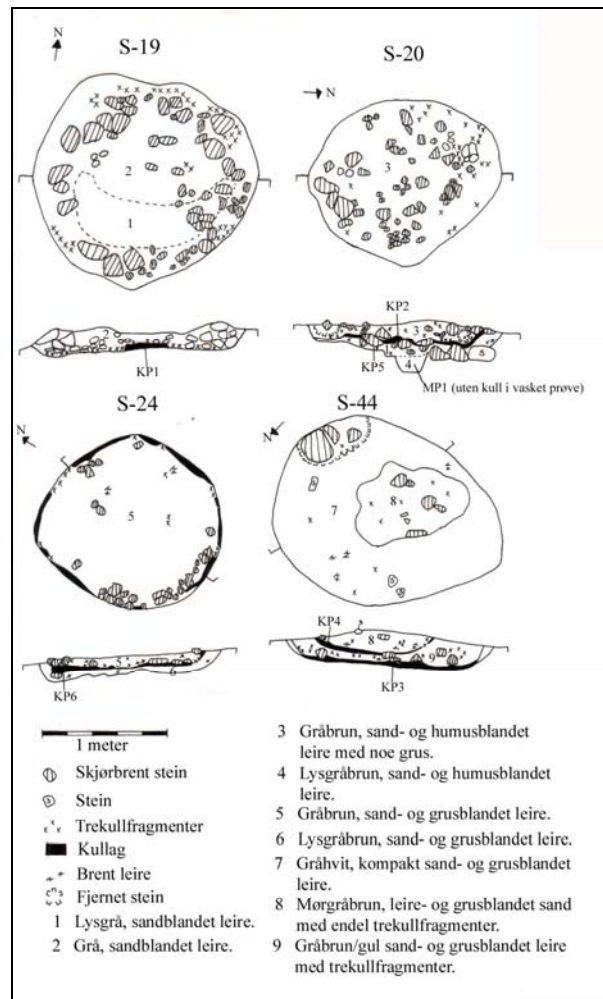 S-19
S-20
N
N
2
1
3
2
KP1
KP2
3
KP5
4
MP1 (uten kull i vasket prøve)
S-24
S-44
N
N
5
7
8
5
6
KP6
KP4
8
9
KP3
1 meter
Skjørbrent stein
Stein
Trekullfragmenter
Kullag
Brent leire
Fjernet stein
1 Lysgrå, sandblandet leire.
2 Grå, sandblandet leire.
3 Gråbrun, sand- og humusblandet
leire med noe grus.
4 Lysgråbrun, sand- og humusblandet
leire.
5 Gråbrun, sand- og grusblandet leire.
6 Lysgråbrun, sand- og grusblandet leire.
7 Gråhvit, kompakt sand- og grusblandet
leire.
8 Mørgråbrun, leire- og grusblandet sand
med endel trekullfragmenter.
9 Gråbrun/gul sand- og grusblandet leire
med trekullfragmenter.